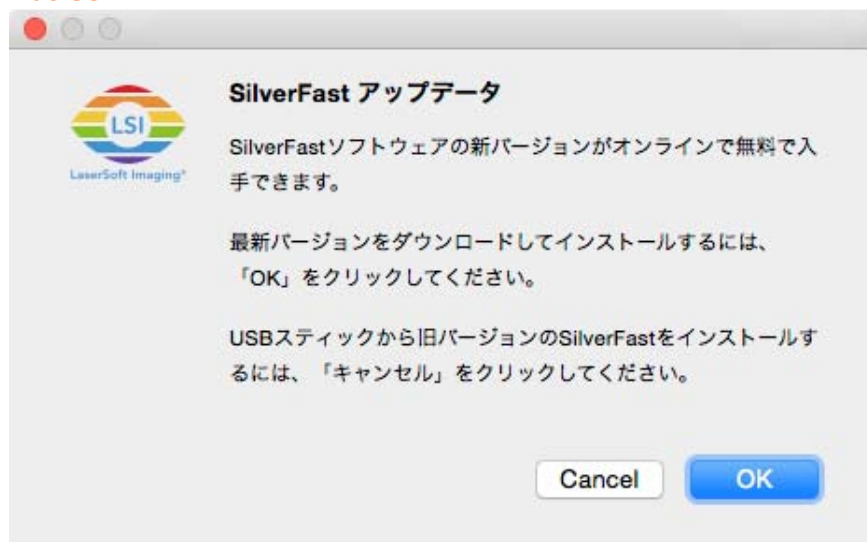 LSI
LaserSoft Imaging®
SilverFast アップデータ
SilverFastソフトウェアの新バージョンがオンラインで無料で入
手できます。
最新バージョンをダウンロードしてインストールするには、
「OK」をクリックしてください。
USBスティックから旧バージョンのSilverFastをインストールす
るには、「キャンセル」をクリックしてください。
Cancel
OK